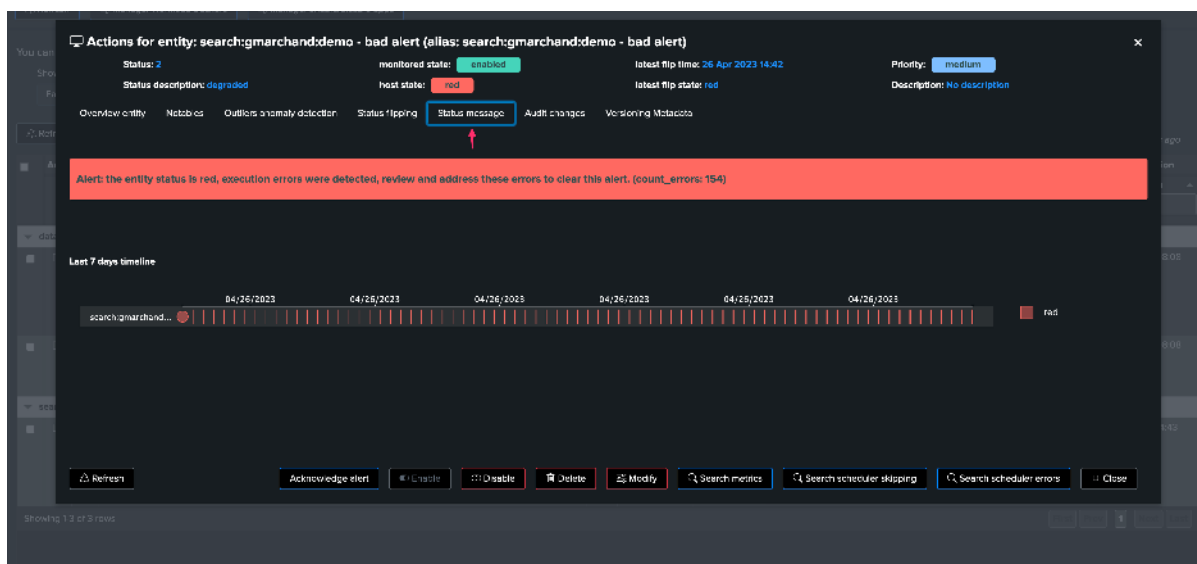 You can
Actions for entity: search:gmarchand:demo - bad alert (alias: search:gmarchand:demo - bad alert)
Status: 2
monitored state: enabled
latest flip time: 26 Apr 2023 14:42
Priority: medium
Status description: degraded
host state: red
latest flip state: red
Description: No description
Overview entity Notables Outliers anomaly detection Status flipping Status message Audit changes Versioning Metadata
Alert: the entity status is red, execution errors were detected, review and address these errors to clear this alert. (count_errors: 154)
Last 7 days timeline
04/26/2023 04/26/2023 04/26/2023 04/26/2023 04/26/2023 04/26/2023
search:gmarchand...
red
Refresh Acknowledge alert Enable Disable Delete Modify Search metrics Search scheduler skipping Search scheduler errors Close
Showing 1-3 of 3 rows
1